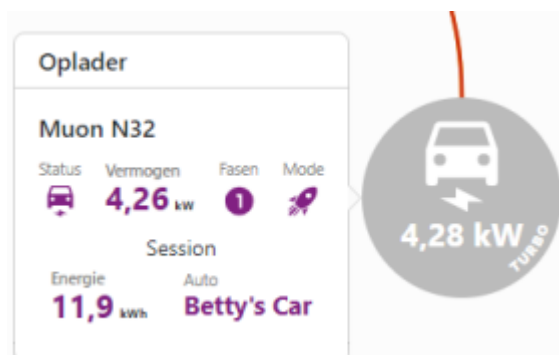 Oplader
Muon N32
Status Vermogen Fasen Mode
4,26 kW 1
Session
Energie Auto
11,9 kWh Betty's Car
4,28 kW
TURBO